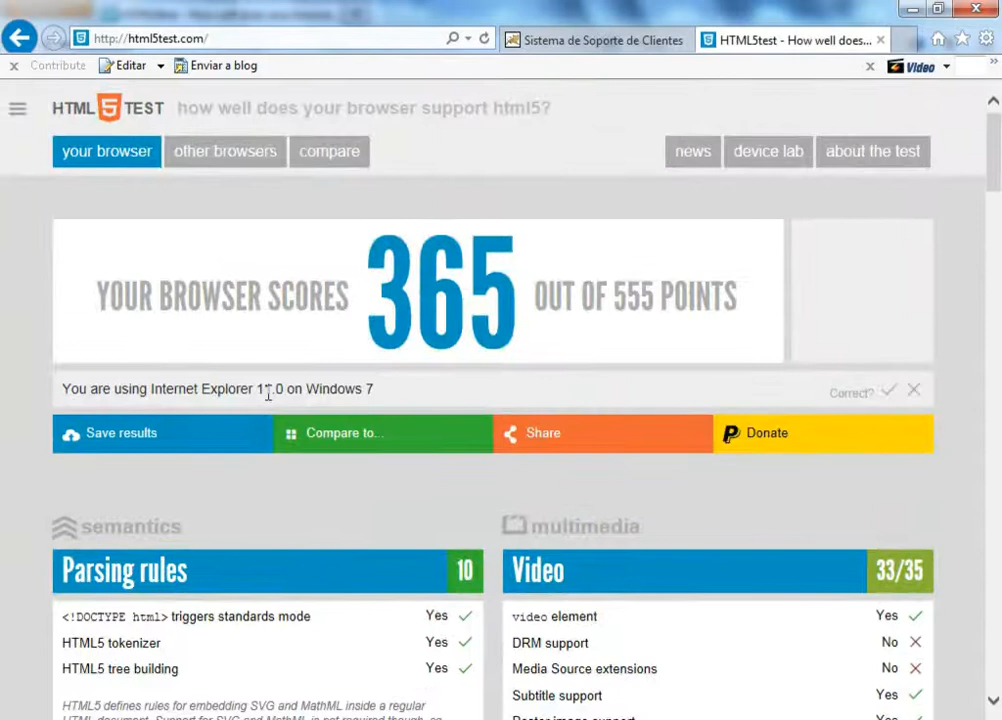 http://html5test.com/
Sistema de Soporte de Clientes
HTML5test - How well does...
Contribute
Editar
Enviar a blog
Video
HTML 5 TEST
how well does your browser support html5?
your browser
other browsers
compare
news
device lab
about the test
YOUR BROWSER SCORES 365 OUT OF 555 POINTS
You are using Internet Explorer 11.0 on Windows 7
Correct?
Save results
Compare to...
Share
Donate
semantics
Parsing rules 10
<!DOCTYPE html> triggers standards mode Yes
HTML5 tokenizer Yes
HTML5 tree building Yes
HTML5 defines rules for embedding SVG and MathML inside a regular
multimedia
Video 33/35
video element Yes
DRM support No
Media Source extensions No
Subtitle support Yes